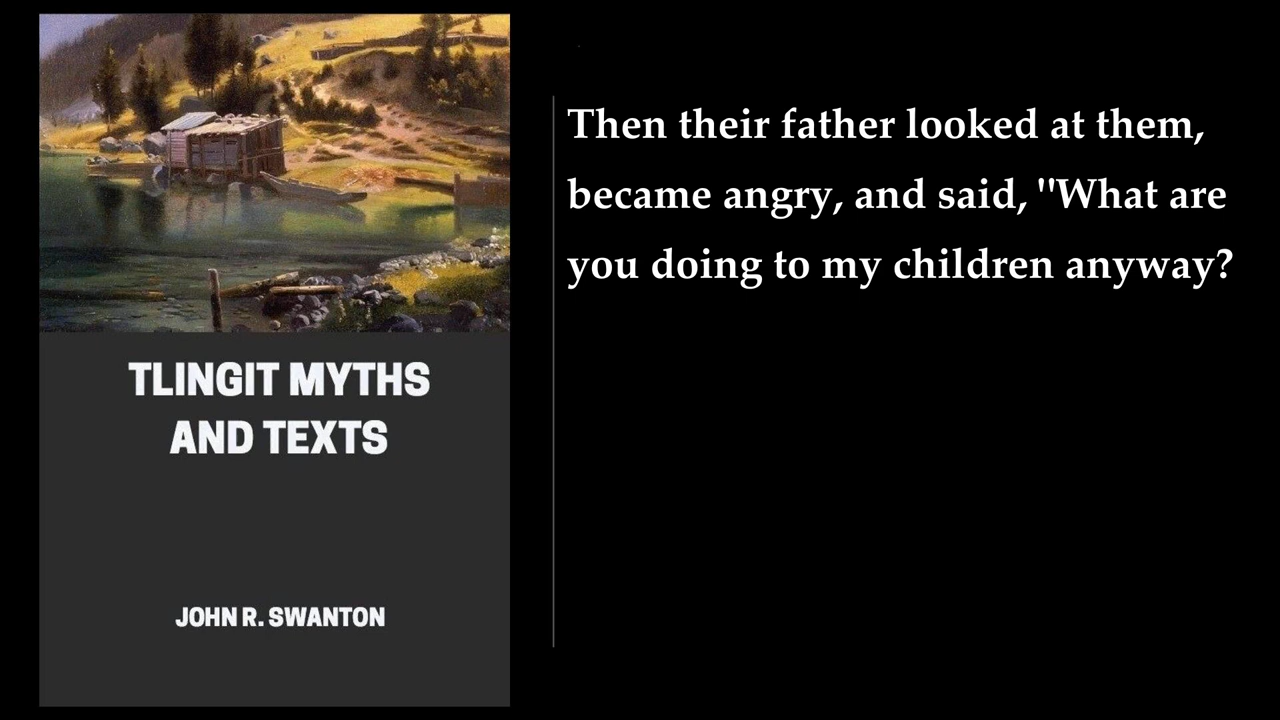 TLINGIT MYTHS
AND TEXTS
JOHN R. SWANTON
Then their father looked at them,
became angry, and said, "What are
you doing to my children anyway?